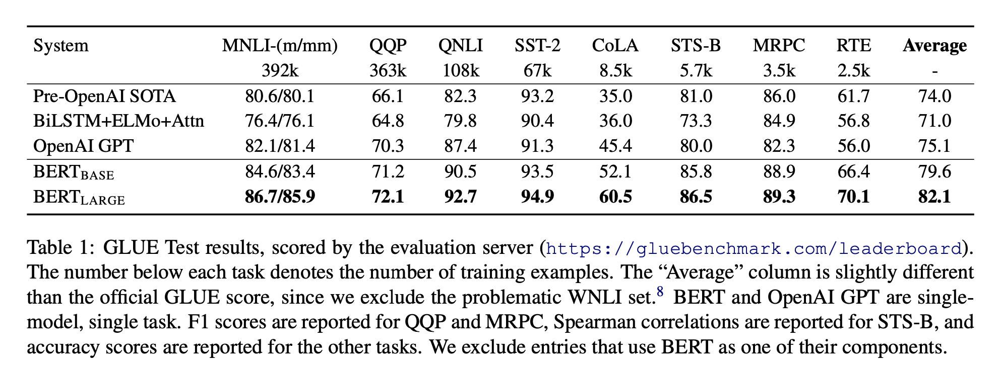 System MNLI-(m/mm) QQP QNLI SST-2 CoLA STS-B MRPC RTE Average
392k 363k 108k 67k 8.5k 5.7k 3.5k 2.5k -
Pre-OpenAI SOTA 80.6/80.1 66.1 82.3 93.2 35.0 81.0 86.0 61.7 74.0
BiLSTM+ELMo+Attn 76.4/76.1 64.8 79.8 90.4 36.0 73.3 84.9 56.8 71.0
OpenAI GPT 82.1/81.4 70.3 87.4 91.3 45.4 80.0 82.3 56.0 75.1
BERTBASE 84.6/83.4 71.2 90.5 93.5 52.1 85.8 88.9 66.4 79.6
BERTLARGE 86.7/85.9 72.1 92.7 94.9 60.5 86.5 89.3 70.1 82.1
Table 1: GLUE Test results, scored by the evaluation server (https://gluebenchmark.com/leaderboard).
The number below each task denotes the number of training examples. The “Average” column is slightly different
than the official GLUE score, since we exclude the problematic WNLI set.8 BERT and OpenAI GPT are single-
model, single task. F1 scores are reported for QQP and MRPC, Spearman correlations are reported for STS-B, and
accuracy scores are reported for the other tasks. We exclude entries that use BERT as one of their components.